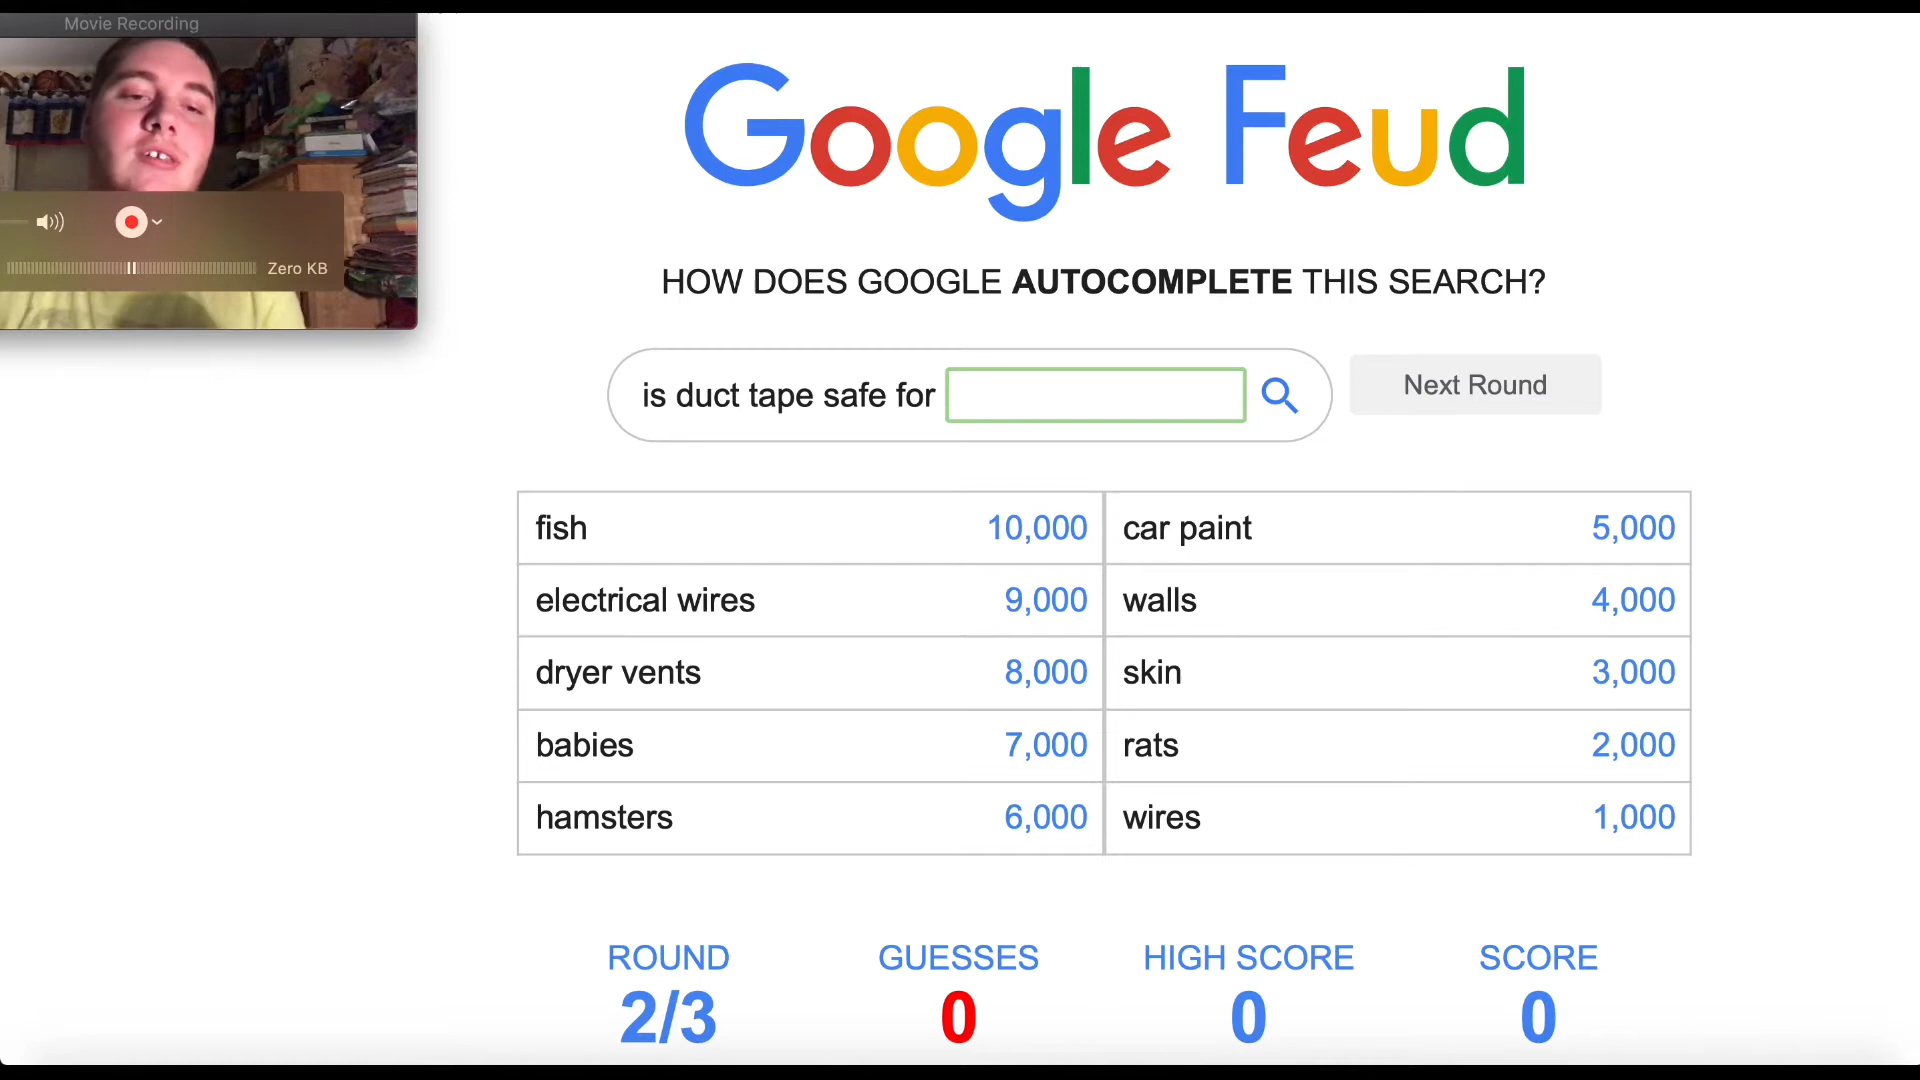 Movie Recording
Zero KB
Google Feud
HOW DOES GOOGLE AUTOCOMPLETE THIS SEARCH?
is duct tape safe for
Next Round
fish 10,000 car paint 5,000
electrical wires 9,000 walls 4,000
dryer vents 8,000 skin 3,000
babies 7,000 rats 2,000
hamsters 6,000 wires 1,000
ROUND GUESSES HIGH SCORE SCORE
2/3 0 0 0